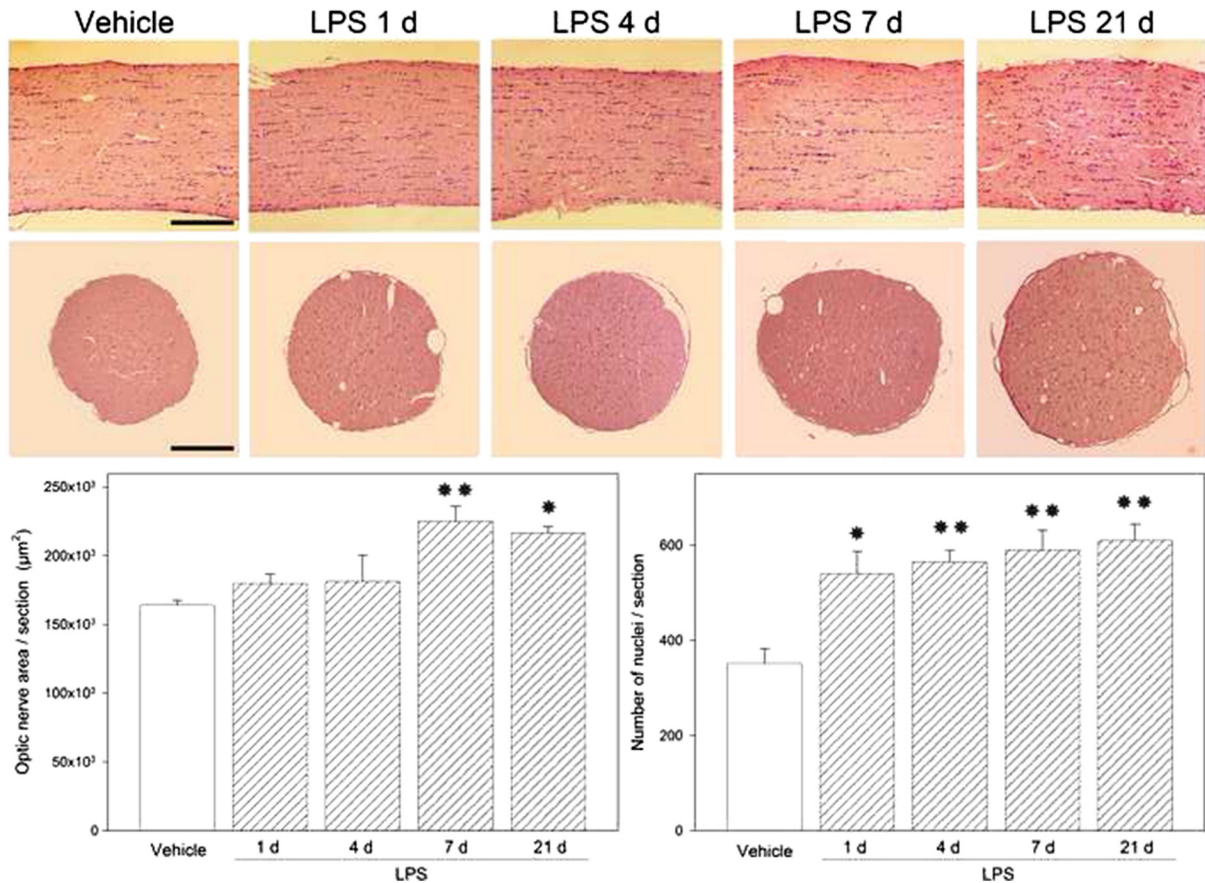 Vehicle LPS 1 d LPS 4 d LPS 7 d LPS 21 d
Optic nerve area / section (µm²)
250x10³
200x10³
150x10³
100x10³
50x10³
0
** *
Vehicle 1 d 4 d 7 d 21 d
LPS
Number of nuclei / section
600
400
200
0
* ** ** **
Vehicle 1 d 4 d 7 d 21 d
LPS